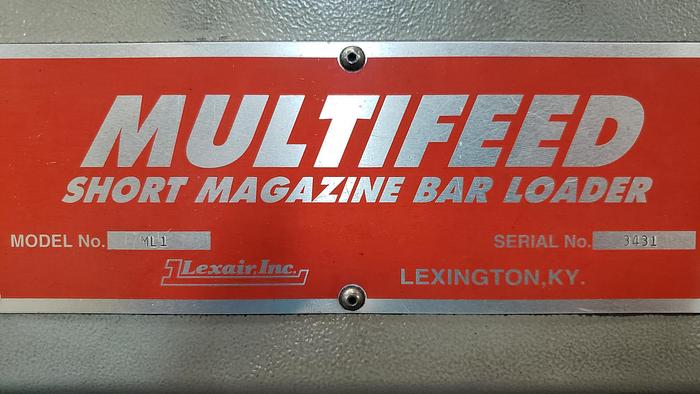 MULTIFEED
SHORT MAGAZINE BAR LOADER
MODEL No. ML1 SERIAL No. 3431
Lexair, Inc. LEXINGTON,KY.